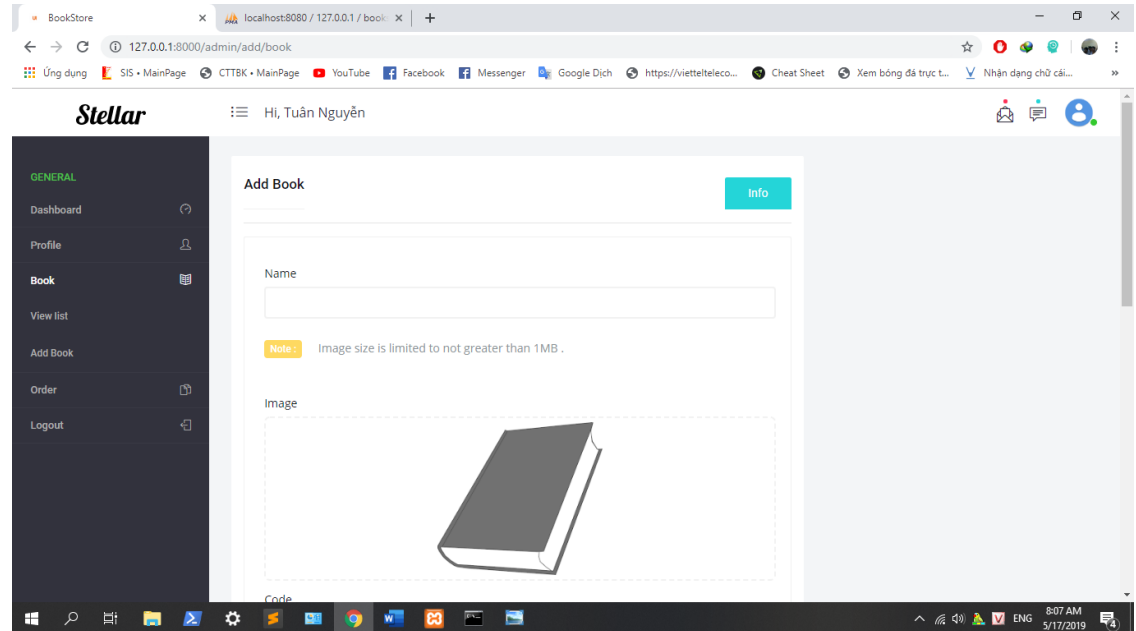 BookStore
localhost:8080 / 127.0.0.1 / book
127.0.0.1:8000/admin/add/book
Ứng dụng SIS • MainPage CTTBK • MainPage YouTube Facebook Messenger Google Dịch https://viettelteleco... Cheat Sheet Xem bóng đá trực t... Nhận dạng chữ cái... »
Stellar
Hi, Tuân Nguyễn
GENERAL
Dashboard
Profile
Book
View list
Add Book
Order
Logout
Add Book
Info
Name
Note : Image size is limited to not greater than 1MB .
Image
Code
ENG
8:07 AM
5/17/2019
4